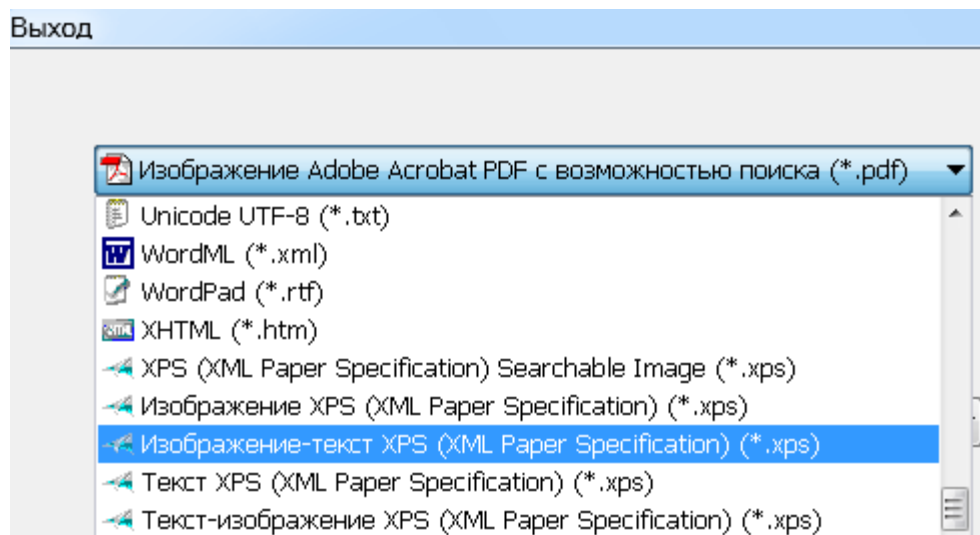 Выход
Изображение Adobe Acrobat PDF с возможностью поиска (*.pdf)
Unicode UTF-8 (*.txt)
WordML (*.xml)
WordPad (*.rtf)
XHTML (*.htm)
XPS (XML Paper Specification) Searchable Image (*.xps)
Изображение XPS (XML Paper Specification) (*.xps)
Изображение-текст XPS (XML Paper Specification) (*.xps)
Текст XPS (XML Paper Specification) (*.xps)
Текст-изображение XPS (XML Paper Specification) (*.xps)